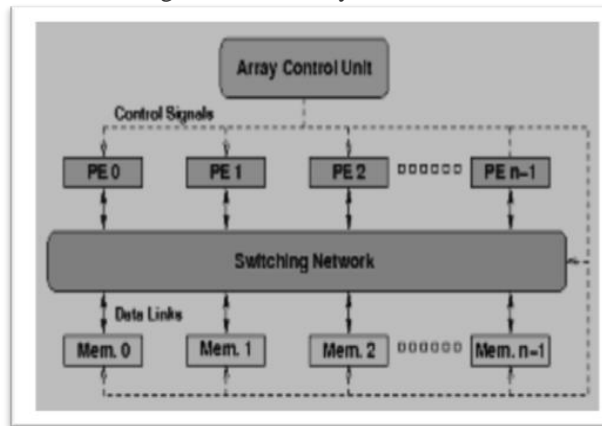 Array Control Unit
Control Signals
PE 0 PE 1 PE 2 PE n-1
Switching Network
Data Links
Mem. 0 Mem. 1 Mem. 2 Mem. n-1